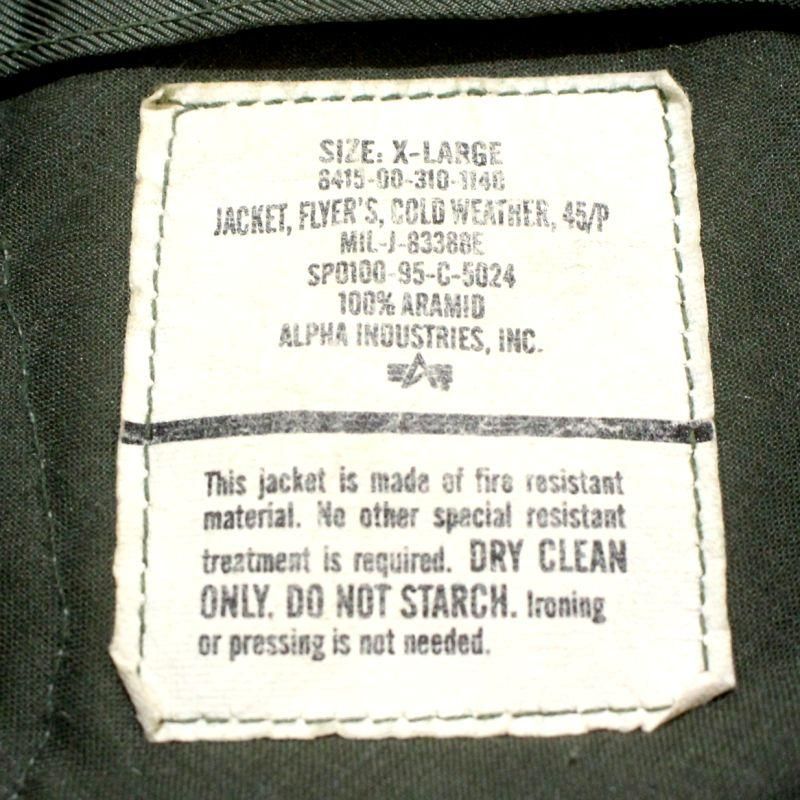 SIZE: X-LARGE
8415-00-310-1140
JACKET, FLYER'S, COLD WEATHER, 45/P
MIL-J-83388E
SPO100-95-C-5024
100% ARAMID
ALPHA INDUSTRIES, INC.
This jacket is made of fire resistant
material. No other special resistant
treatment is required. DRY CLEAN
ONLY. DO NOT STARCH. Ironing
or pressing is not needed.